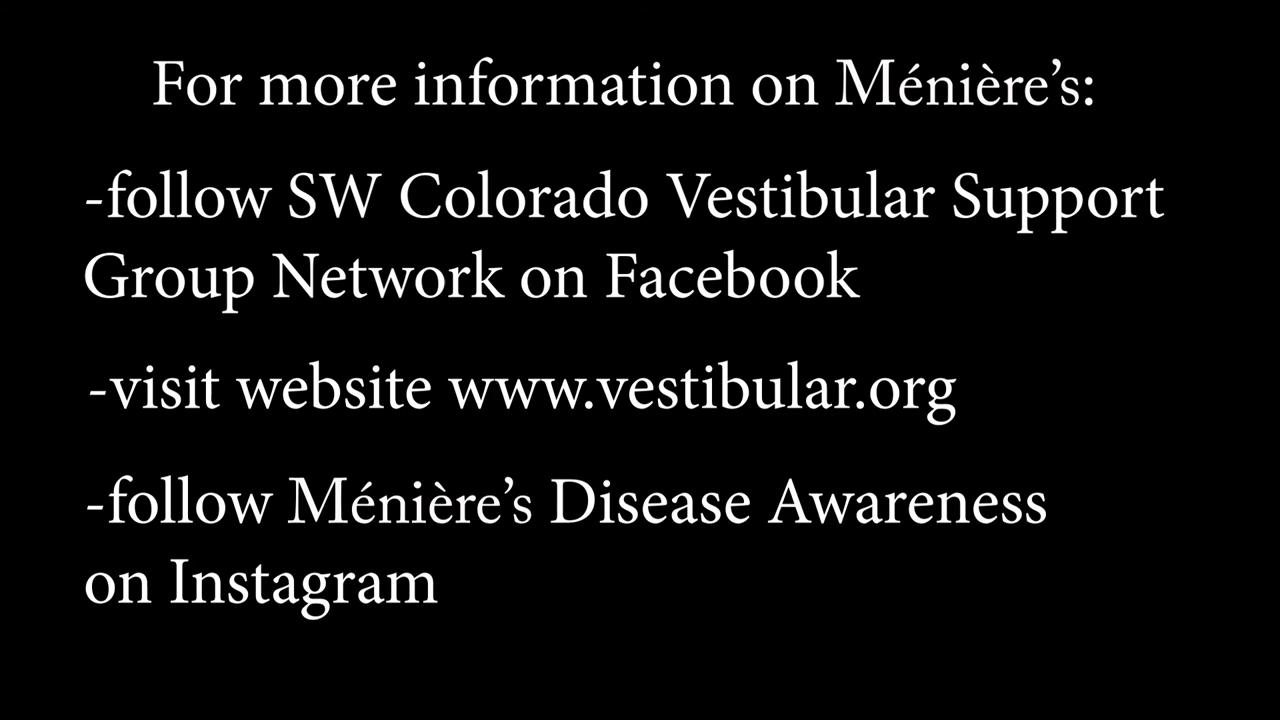 For more information on Ménière’s:
-follow SW Colorado Vestibular Support
Group Network on Facebook
-visit website www.vestibular.org
-follow Ménière’s Disease Awareness
on Instagram